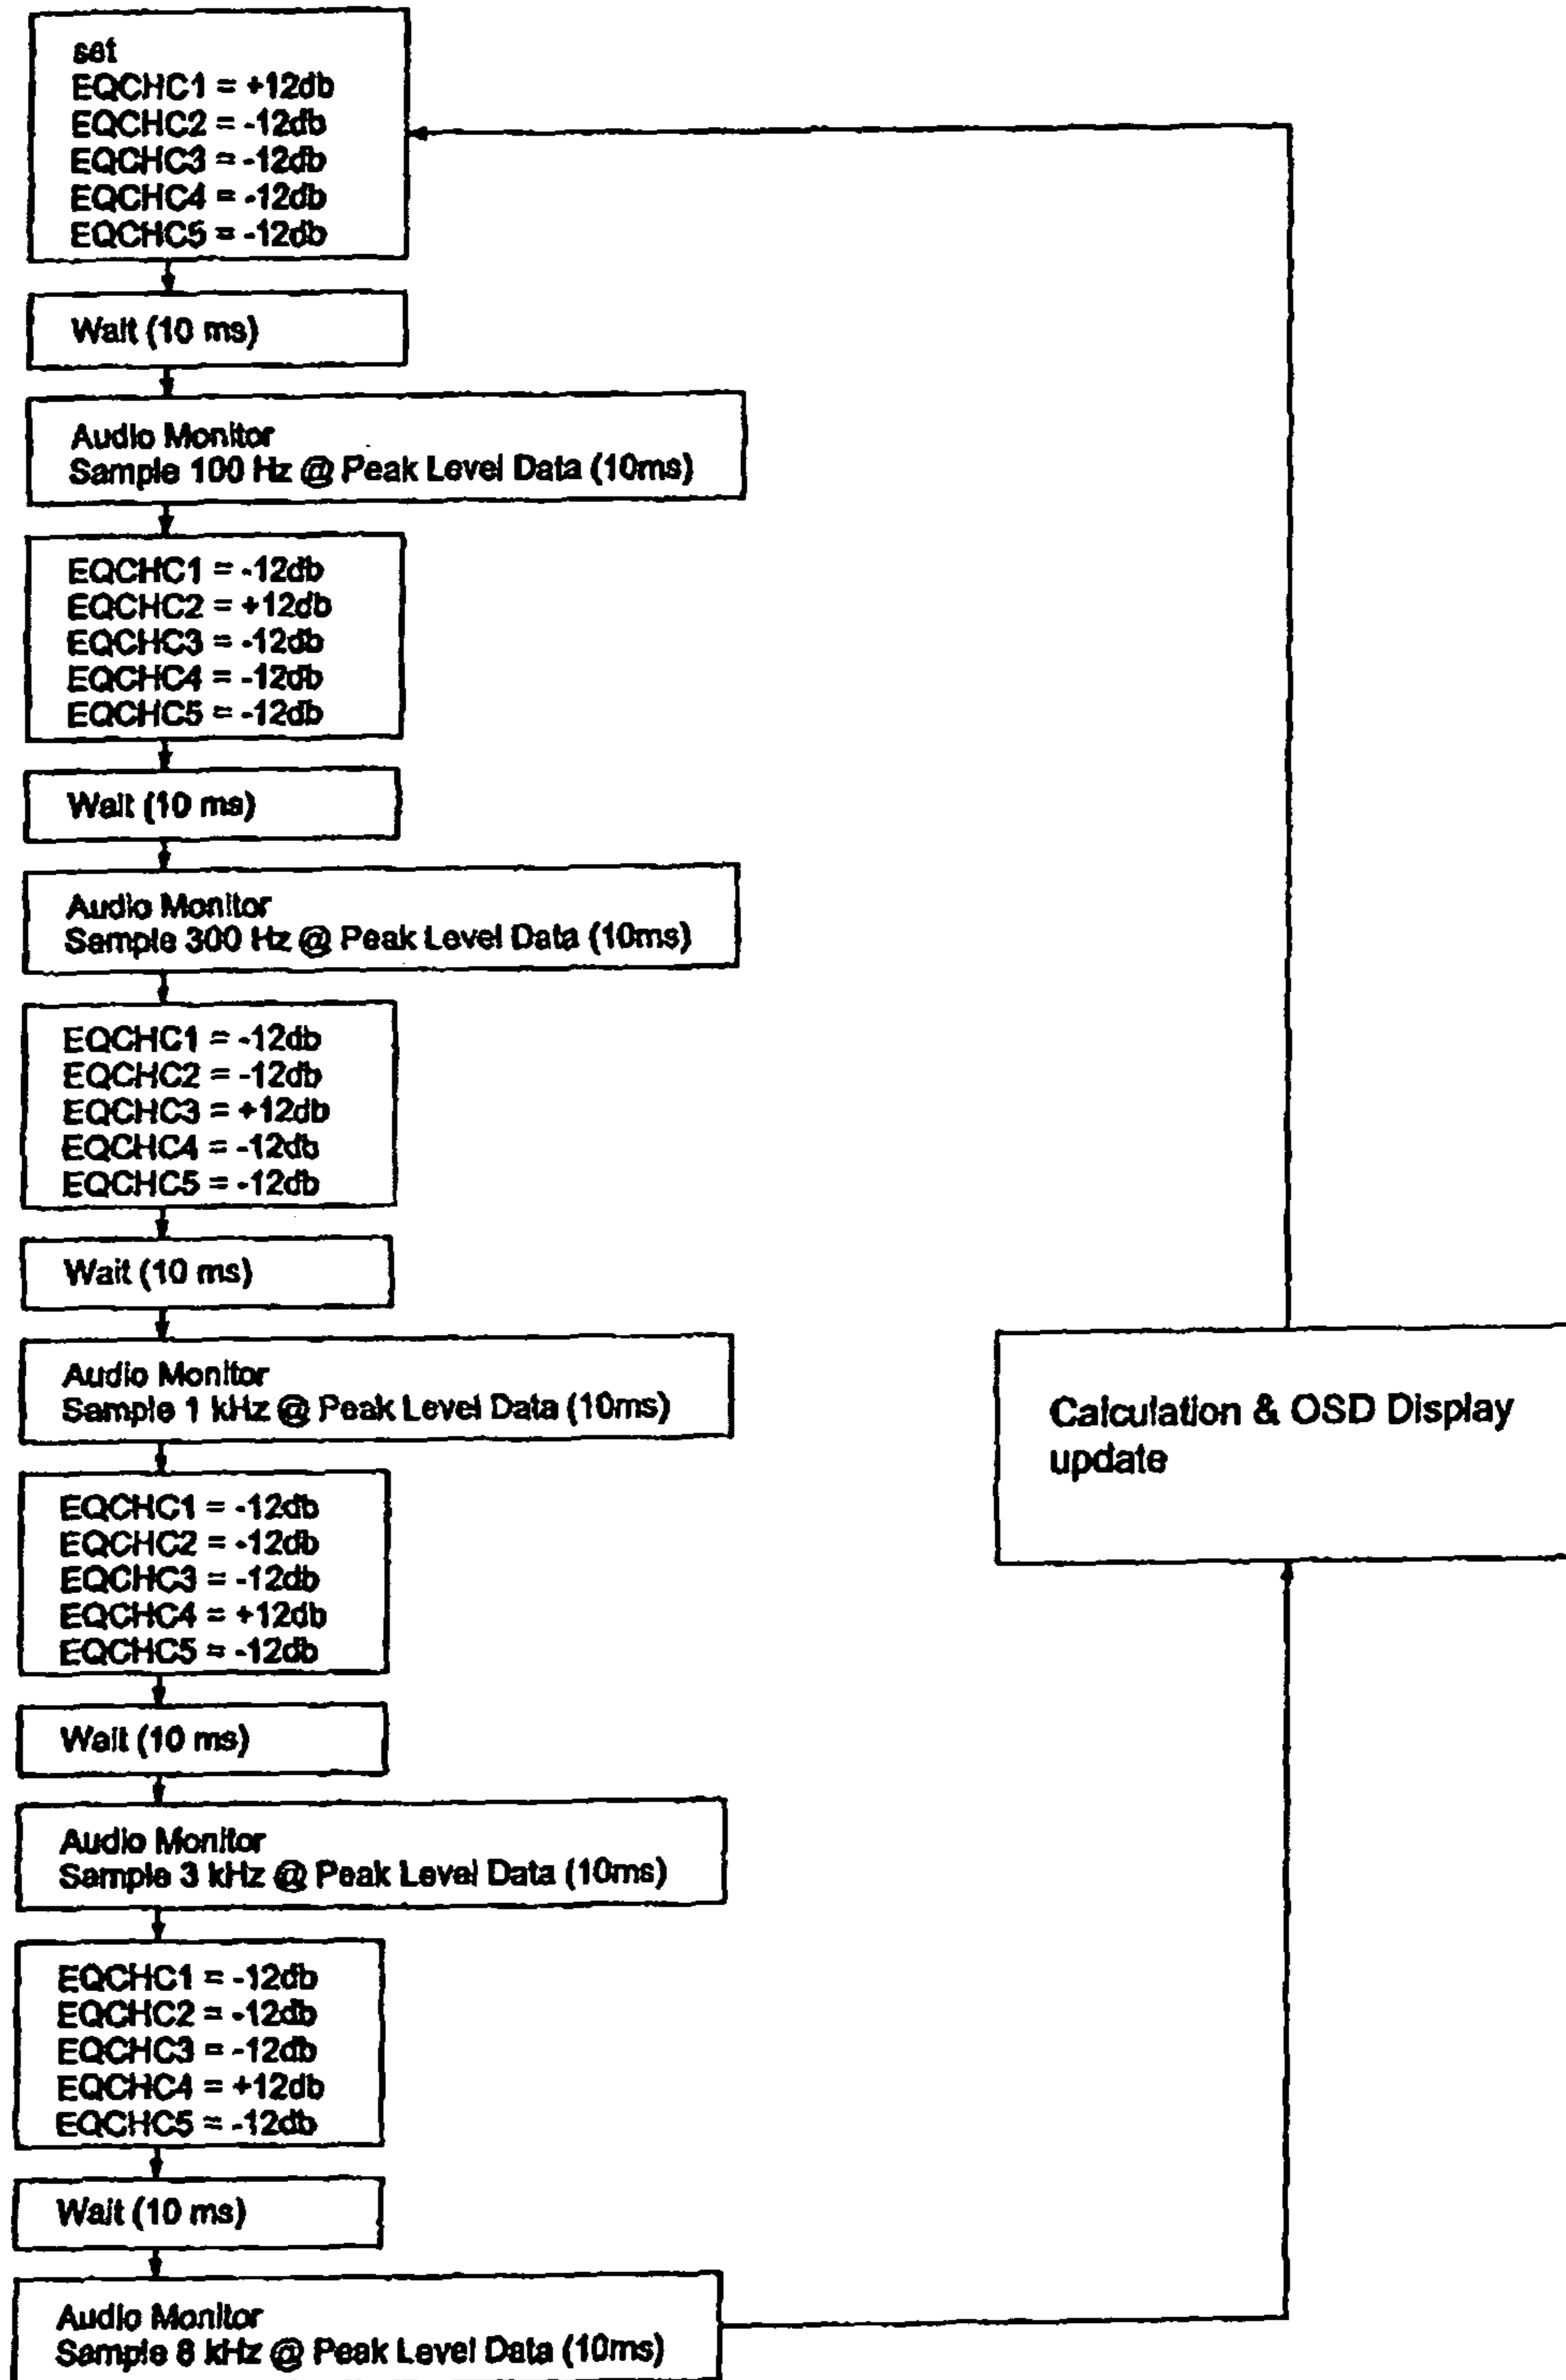 set
EQCHC1 = +12db
EQCHC2 = -12db
EQCHC3 = -12db
EQCHC4 = -12db
EQCHC5 = -12db
Wait (10 ms)
Audio Monitor
Sample 100 Hz @ Peak Level Data (10ms)
EQCHC1 = -12db
EQCHC2 = +12db
EQCHC3 = -12db
EQCHC4 = -12db
EQCHC5 = -12db
Wait (10 ms)
Audio Monitor
Sample 300 Hz @ Peak Level Data (10ms)
EQCHC1 = -12db
EQCHC2 = -12db
EQCHC3 = +12db
EQCHC4 = -12db
EQCHC5 = -12db
Wait (10 ms)
Audio Monitor
Sample 1 kHz @ Peak Level Data (10ms)
EQCHC1 = -12db
EQCHC2 = -12db
EQCHC3 = -12db
EQCHC4 = +12db
EQCHC5 = -12db
Wait (10 ms)
Audio Monitor
Sample 3 kHz @ Peak Level Data (10ms)
EQCHC1 = -12db
EQCHC2 = -12db
EQCHC3 = -12db
EQCHC4 = +12db
EQCHC5 = -12db
Wait (10 ms)
Audio Monitor
Sample 8 kHz @ Peak Level Data (10ms)
Calculation & OSD Display
update